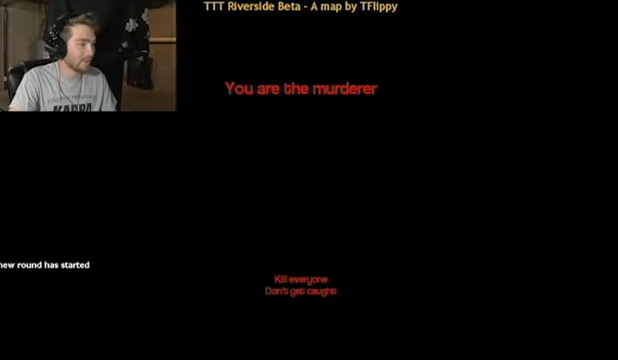 TTT Riverside Beta - A map by TFlippy
You are the murderer
KAPPA
new round has started
Kill everyone
Don't get caught!